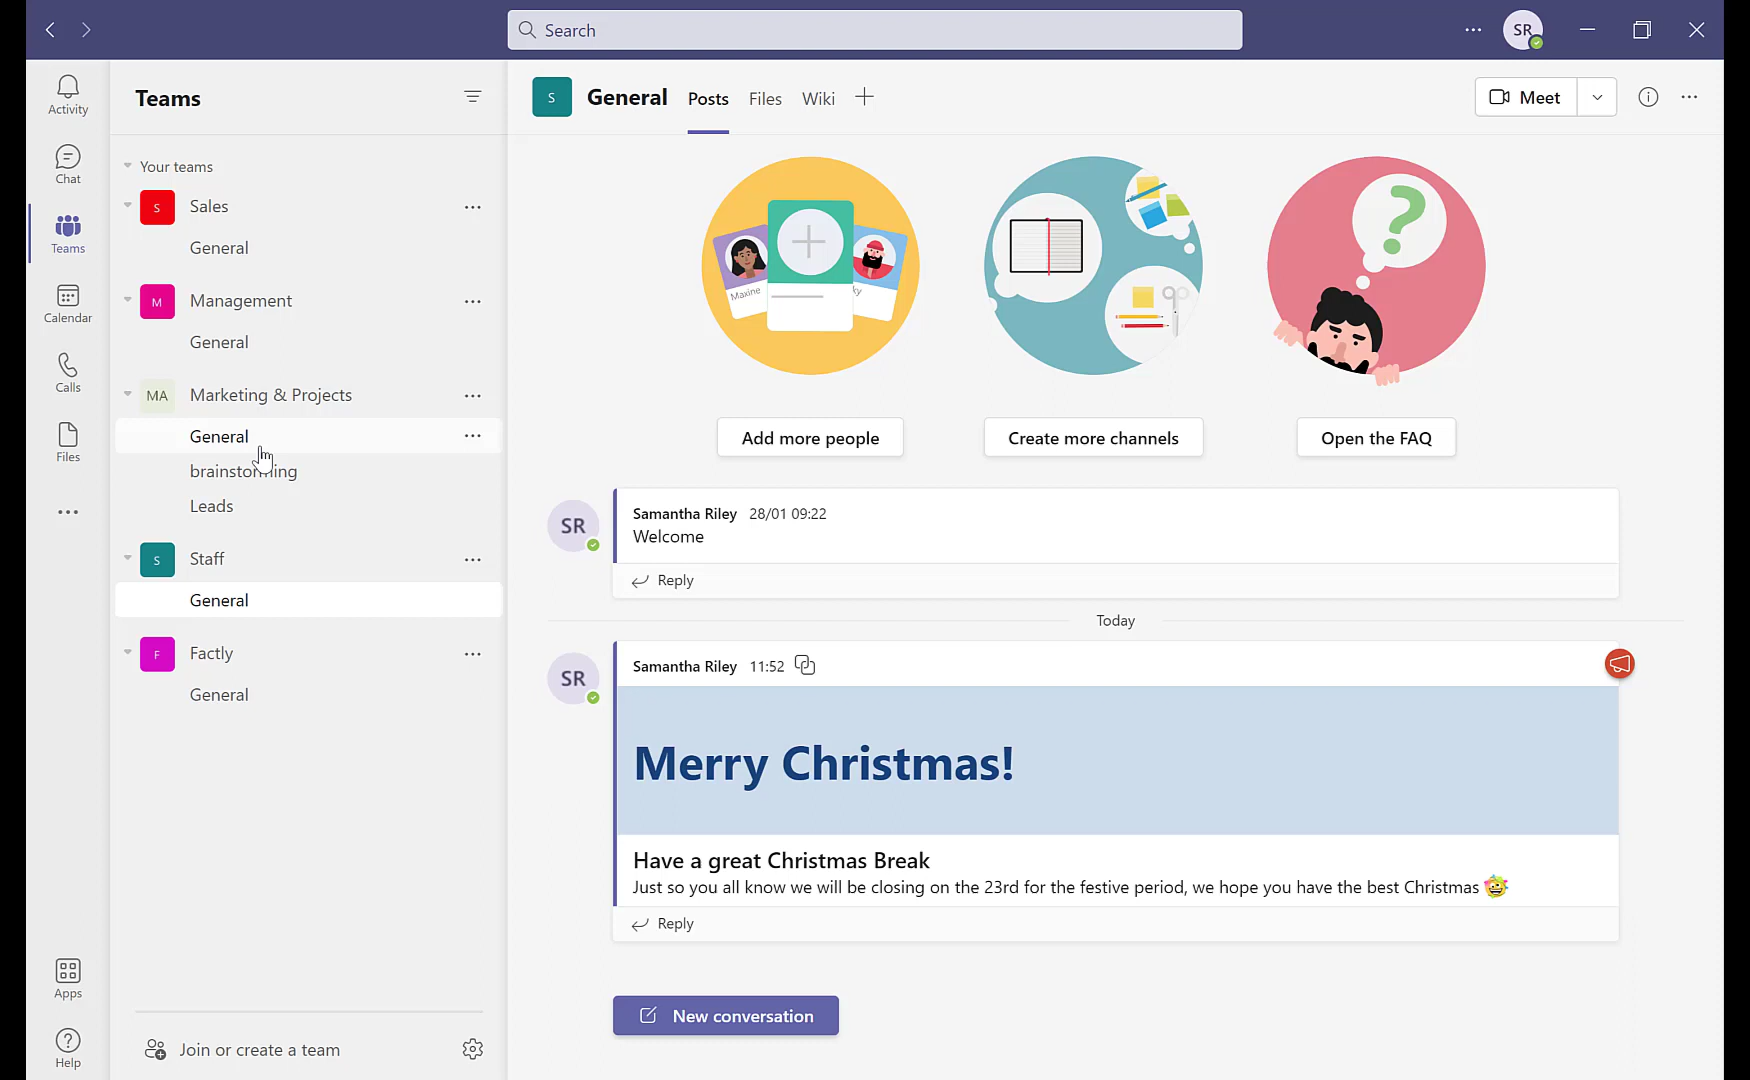 Search
SR
Activity
Chat
Teams
Calendar
Calls
Files
Apps
Help
Teams
Your teams
S Sales
General
M Management
General
MA Marketing & Projects
General
brainstorming
Leads
S Staff
General
F Factly
General
Join or create a team
S General Posts Files Wiki
Meet
Maxine
ky
Add more people
Create more channels
Open the FAQ
SR
Samantha Riley 28/01 09:22
Welcome
Reply
Today
SR
Samantha Riley 11:52
Merry Christmas!
Have a great Christmas Break
Just so you all know we will be closing on the 23rd for the festive period, we hope you have the best Christmas
Reply
New conversation